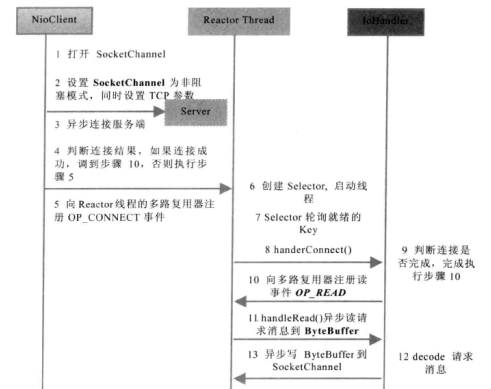 NioClient
Reactor Thread
IoHandler
1 打开 SocketChannel
2 设置 SocketChannel 为非阻
塞模式，同时设置 TCP 参数
Server
3 异步连接服务端
4 判断连接结果，如果连接成
功，调到步骤 10，否则执行步
骤 5
5 向Reactor线程的多路复用器注
册 OP_CONNECT 事件
6 创建 Selector, 启动线
程
7 Selector 轮询就绪的
Key
8 handerConnect()
9 判断连接是
否完成，完成执
行步骤 10
10 向多路复用器注册读
事件 OP_READ
11 handleRead()异步读请
求消息到 ByteBuffer
12 decode 请求
消息
13 异步写 ByteBuffer 到
SocketChannel